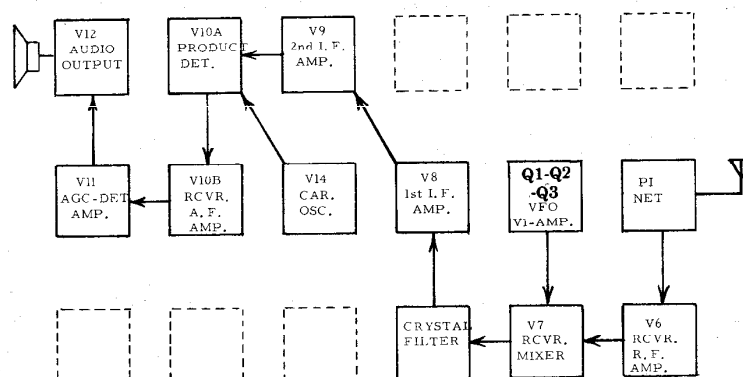 V12
AUDIO
OUTPUT
V10A
PRODUCT
DET.
V9
2nd I.F.
AMP.
V11
AGC-DET
AMP.
V10B
RCVR.
A.F.
AMP.
V14
CAR.
OSC.
V8
1st I.F.
AMP.
Q1-Q2
-Q3
VFO
V1-AMP.
PI
NET
CRYSTAL
FILTER
V7
RCVR.
MIXER
V6
RCVR.
R.F.
AMP.